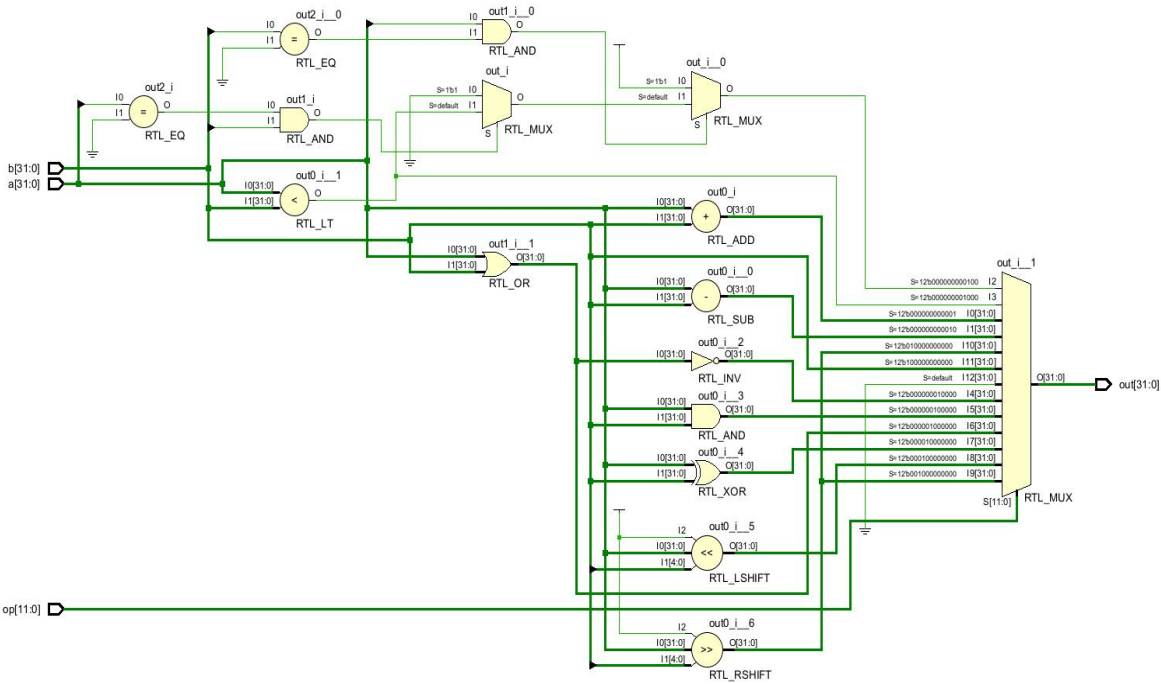 out2_i__0
I0
I1
O
RTL_EQ
out1_i__0
I0
I1
O
RTL_AND
out2_i
I0
I1
O
RTL_EQ
out1_i
I0
I1
O
RTL_AND
out_i
S=1'b1 I0
S=default I1
O
S
RTL_MUX
out_i__0
S=1'b1 I0
S=default I1
O
S
RTL_MUX
b[31:0]
a[31:0]
out0_i__1
I0[31:0]
I1[31:0]
O
RTL_LT
out0_i
I0[31:0]
I1[31:0]
O[31:0]
RTL_ADD
out1_i__1
I0[31:0]
I1[31:0]
O[31:0]
RTL_OR
out0_i__0
I0[31:0]
I1[31:0]
O[31:0]
RTL_SUB
out0_i__2
I0[31:0]
O[31:0]
RTL_INV
out0_i__3
I0[31:0]
I1[31:0]
O[31:0]
RTL_AND
out0_i__4
I0[31:0]
I1[31:0]
O[31:0]
RTL_XOR
out0_i__5
I2
I0[31:0]
I1[4:0]
O[31:0]
RTL_LSHIFT
out0_i__6
I2
I0[31:0]
I1[4:0]
O[31:0]
RTL_RSHIFT
op[11:0]
out_i__1
S=12'b000000000100 I2
S=12'b000000001000 I3
S=12'b000000000001 I0[31:0]
S=12'b000000000010 I1[31:0]
S=12'b010000000000 I10[31:0]
S=12'b100000000000 I11[31:0]
S=default I12[31:0]
S=12'b000000010000 I4[31:0]
S=12'b000000100000 I5[31:0]
S=12'b000001000000 I6[31:0]
S=12'b000010000000 I7[31:0]
S=12'b000100000000 I8[31:0]
S=12'b001000000000 I9[31:0]
S[11:0]
O[31:0]
RTL_MUX
out[31:0]
=
=
<
+
-
<<
>>